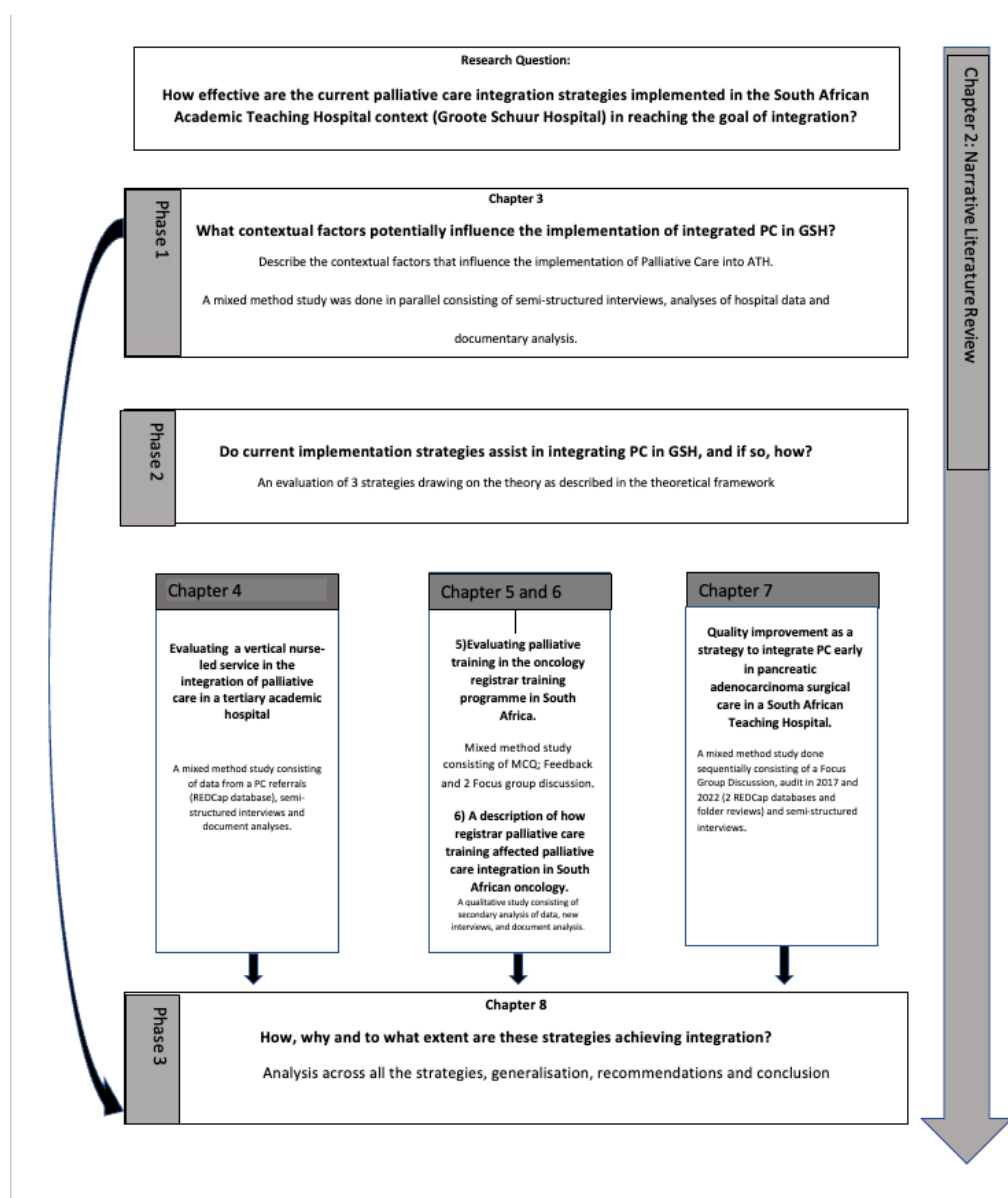 Research Question:
How effective are the current palliative care integration strategies implemented in the South African
Academic Teaching Hospital context (Groote Schuur Hospital) in reaching the goal of integration?
Chapter 2: Narrative Literature Review
Phase 1
Chapter 3
What contextual factors potentially influence the implementation of integrated PC in GSH?
Describe the contextual factors that influence the implementation of Palliative Care into ATH.
A mixed method study was done in parallel consisting of semi-structured interviews, analyses of hospital data and
documentary analysis.
Phase 2
Do current implementation strategies assist in integrating PC in GSH, and if so, how?
An evaluation of 3 strategies drawing on the theory as described in the theoretical framework
Chapter 4
Evaluating a vertical nurse-
led service in the
integration of palliative
care in a tertiary academic
hospital
A mixed method study consisting
of data from a PC referrals
(REDCap database), semi-
structured interviews and
document analyses.
Chapter 5 and 6
5)Evaluating palliative
training in the oncology
registrar training
programme in South
Africa.
Mixed method study
consisting of MCQ; Feedback
and 2 Focus group discussion.
6) A description of how
registrar palliative care
training affected palliative
care integration in South
African oncology.
A qualitative study consisting of
secondary analysis of data, new
interviews, and document analysis.
Chapter 7
Quality improvement as a
strategy to integrate PC early
in pancreatic
adenocarcinoma surgical
care in a South African
Teaching Hospital.
A mixed method study done
sequentially consisting of a Focus
Group Discussion, audit in 2017 and
2022 (2 REDCap databases and
folder reviews) and semi-structured
interviews.
Phase 3
Chapter 8
How, why and to what extent are these strategies achieving integration?
Analysis across all the strategies, generalisation, recommendations and conclusion